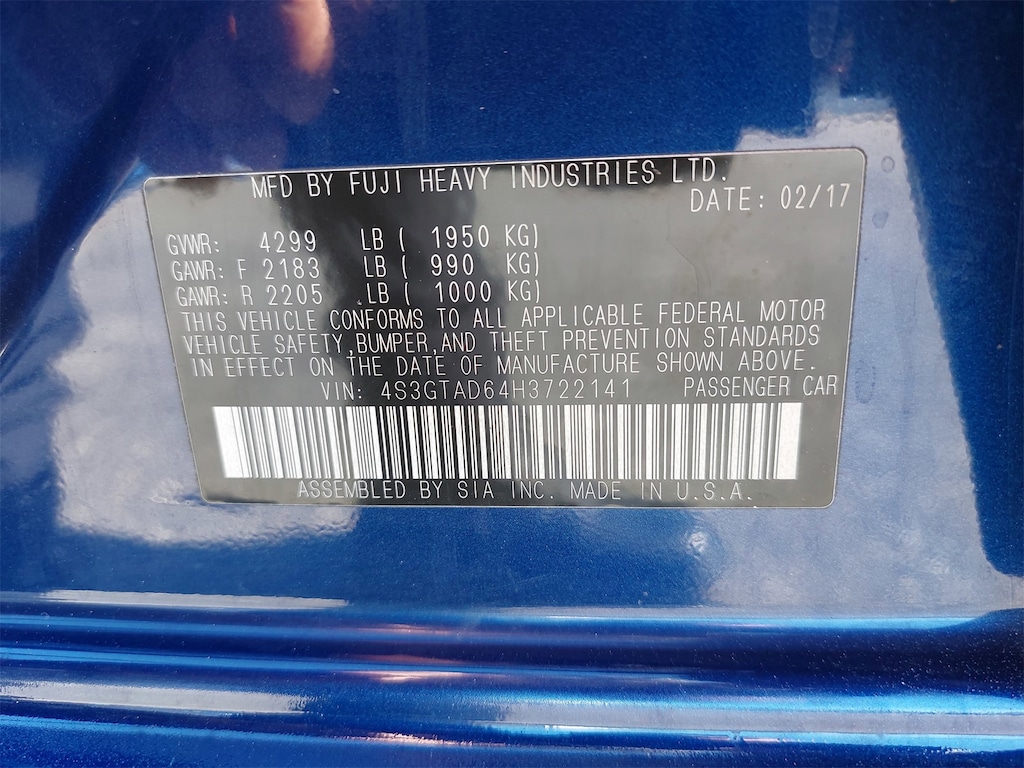 MFD BY FUJI HEAVY INDUSTRIES LTD.
DATE: 02/17
GVWR: 4299 LB ( 1950 KG)
GAWR: F 2183 LB ( 990 KG)
GAWR: R 2205 LB ( 1000 KG)
THIS VEHICLE CONFORMS TO ALL APPLICABLE FEDERAL MOTOR
VEHICLE SAFETY,BUMPER,AND THEFT PREVENTION STANDARDS
IN EFFECT ON THE DATE OF MANUFACTURE SHOWN ABOVE.
VIN: 4S3GTAD64H3722141 PASSENGER CAR
ASSEMBLED BY SIA INC. MADE IN U.S.A.